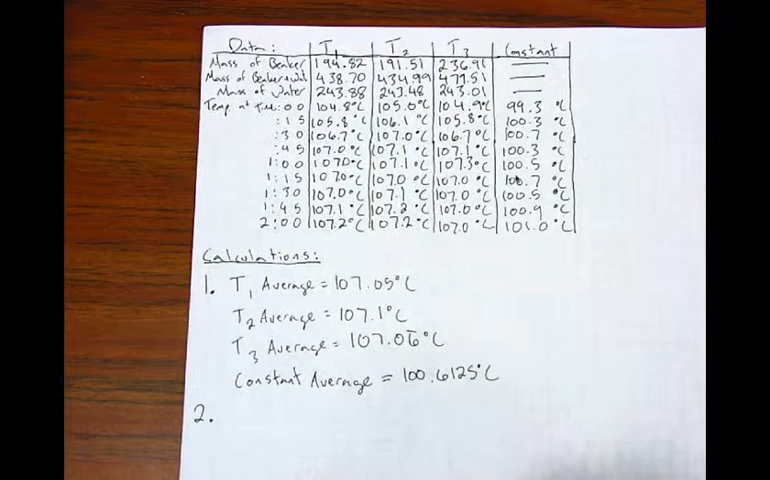 Data: T1 T2 T3 Constant
Mass of Beaker 194.82 191.51 236.91 —
Mass of Beaker + Wat 438.70 434.99 479.51 —
Mass of Water 243.88 243.48 243.01 —
Temp at Time: 00 104.8°C 105.0°C 104.9°C 99.3 °C
:15 105.8°C 106.1°C 105.8°C 100.3 °C
:30 106.7°C 107.0°C 106.7°C 100.7 °C
:45 107.0°C 107.1°C 107.1°C 100.3 °C
1:00 107.0°C 107.1°C 107.3°C 100.5 °C
1:15 107.0°C 107.0°C 107.0°C 100.7 °C
1:30 107.0°C 107.1°C 107.0°C 100.5 °C
1:45 107.1°C 107.2°C 107.0°C 100.9 °C
2:00 107.2°C 107.2°C 107.0°C 101.0 °C
Calculations:
1. T1 Average = 107.05°C
T2 Average = 107.1°C
T3 Average = 107.06°C
Constant Average = 100.6125°C
2.